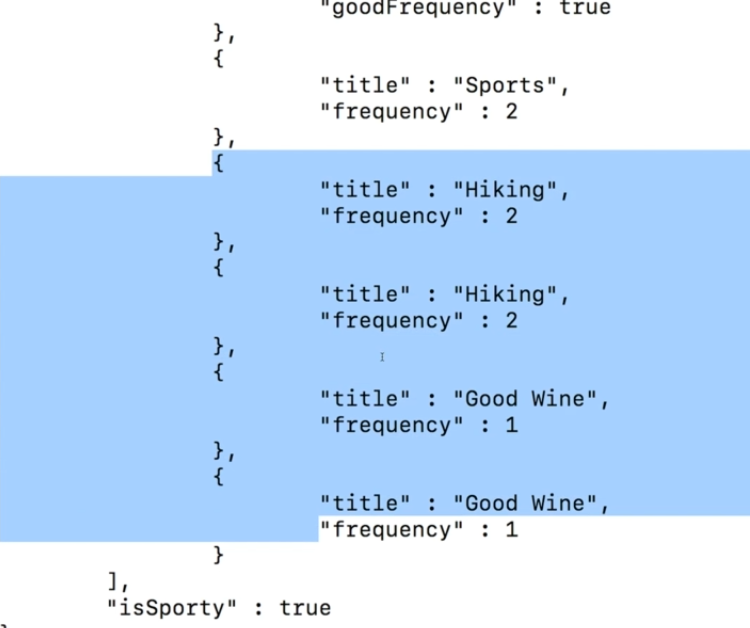 "goodFrequency" : true
},
{
"title" : "Sports",
"frequency" : 2
},
{
"title" : "Hiking",
"frequency" : 2
},
{
"title" : "Hiking",
"frequency" : 2
},
{
"title" : "Good Wine",
"frequency" : 1
},
{
"title" : "Good Wine",
"frequency" : 1
}
],
"isSporty" : true
}